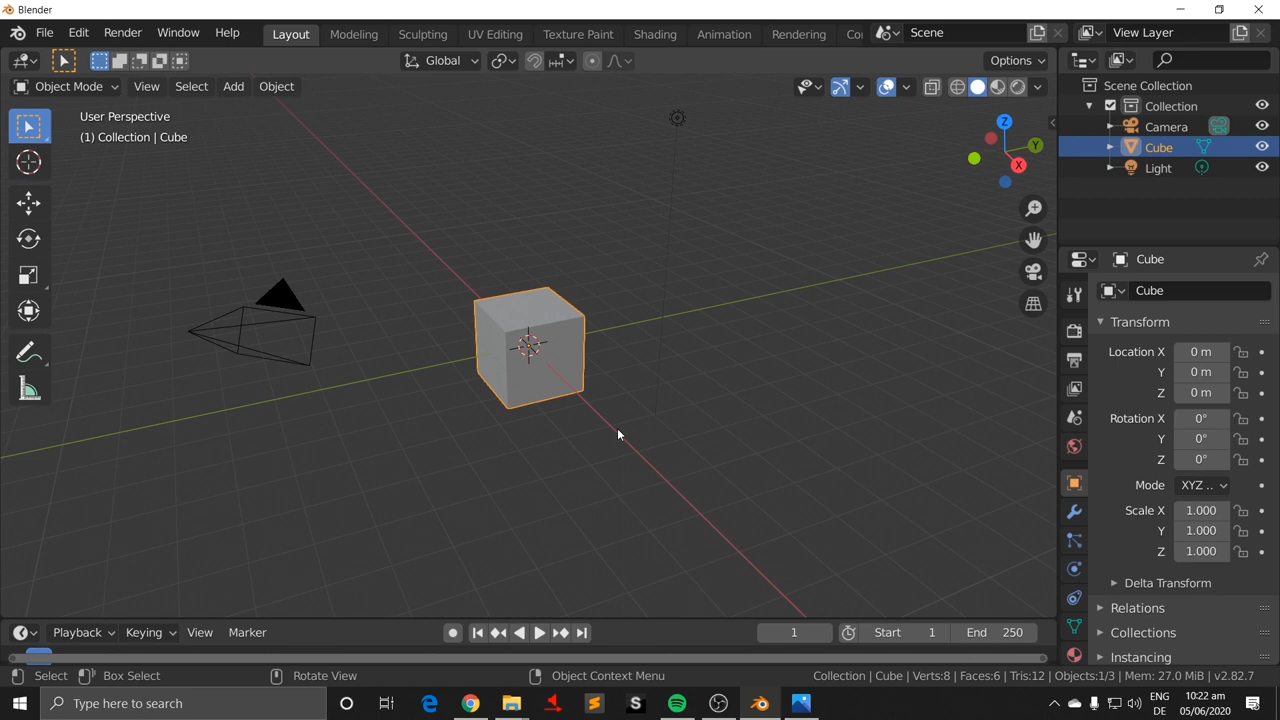 Blender
File Edit Render Window Help Layout Modeling Sculpting UV Editing Texture Paint Shading Animation Rendering Co Scene View Layer
Global Options
Object Mode View Select Add Object
User Perspective
(1) Collection | Cube
Z
Y
X
Scene Collection
Collection
Camera
Cube
Light
Cube
Cube
Transform
Location X 0 m
Y 0 m
Z 0 m
Rotation X 0°
Y 0°
Z 0°
Mode XYZ ..
Scale X 1.000
Y 1.000
Z 1.000
Delta Transform
Relations
Collections
Instancing
Playback Keying View Marker 1 Start 1 End 250
Select Box Select Rotate View Object Context Menu Collection | Cube | Verts:8 | Faces:6 | Tris:12 | Objects:1/3 | Mem: 27.0 MiB | v2.82.7
Type here to search
ENG 10:22 am
DE 05/06/2020